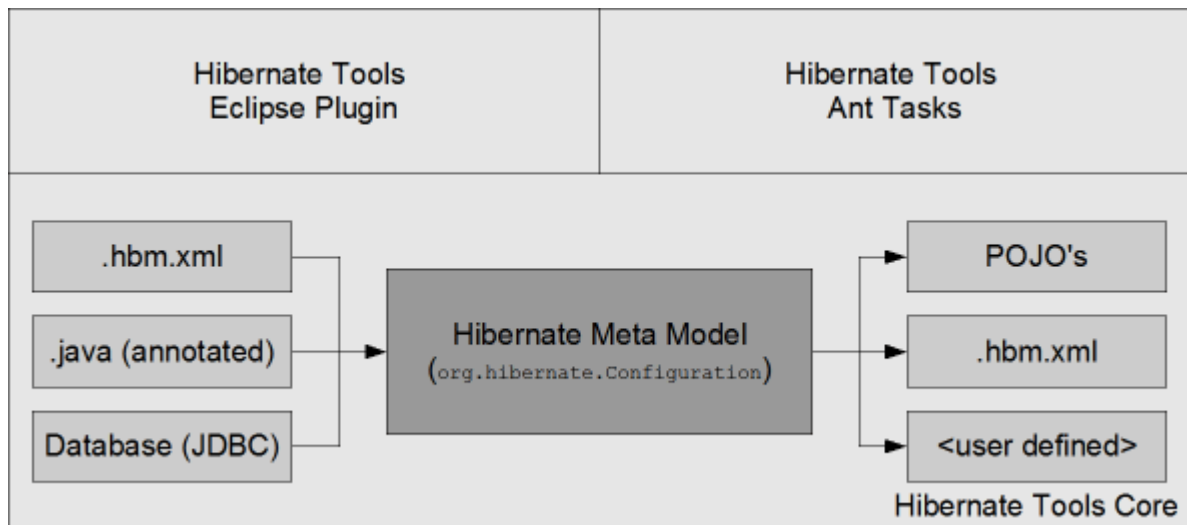 Hibernate Tools
Eclipse Plugin
Hibernate Tools
Ant Tasks
.hbm.xml
.java (annotated)
Database (JDBC)
Hibernate Meta Model
(org.hibernate.Configuration)
POJO's
.hbm.xml
<user defined>
Hibernate Tools Core